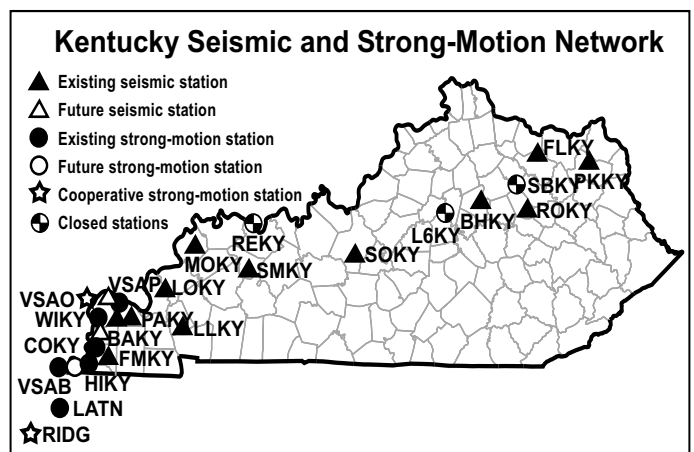 Kentucky Seismic and Strong-Motion Network
Existing seismic station
Future seismic station
Existing strong-motion station
Future strong-motion station
Cooperative strong-motion station
Closed stations
FLKY
PKKY
SBKY
ROKY
BHKY
L6KY
REKY
MOKY
SMKY
SOKY
VSAP
LOKY
VSAO
WIKY
PAKY
LLKY
BAKY
COKY
FMKY
HIKY
VSAB
LATN
RIDG